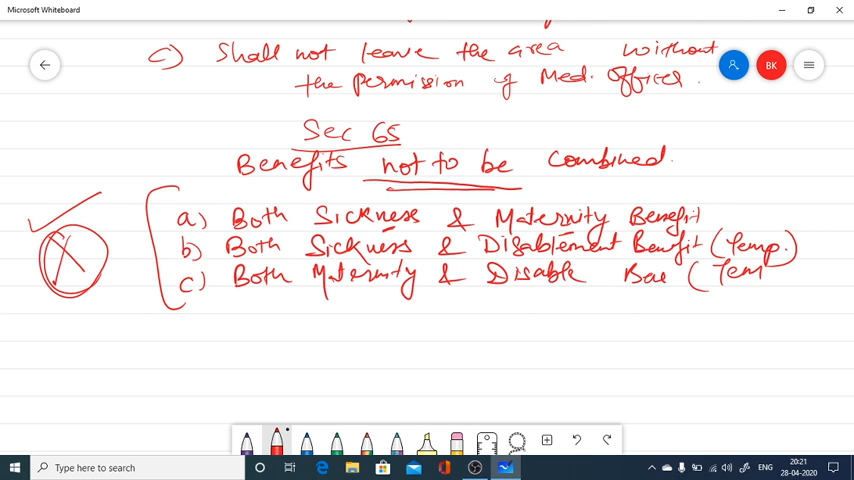 Microsoft Whiteboard
BK
c) Shall not leave the area without
the permission of Med. Officer.
Sec 65
Benefits not to be combined.
a) Both Sickness & Maternity Benefit
b) Both Sickness & Disablement Benefit (Temp.)
c) Both Maternity & Disable Bene (Tem
Type here to search
ENG
20:21
28-04-2020